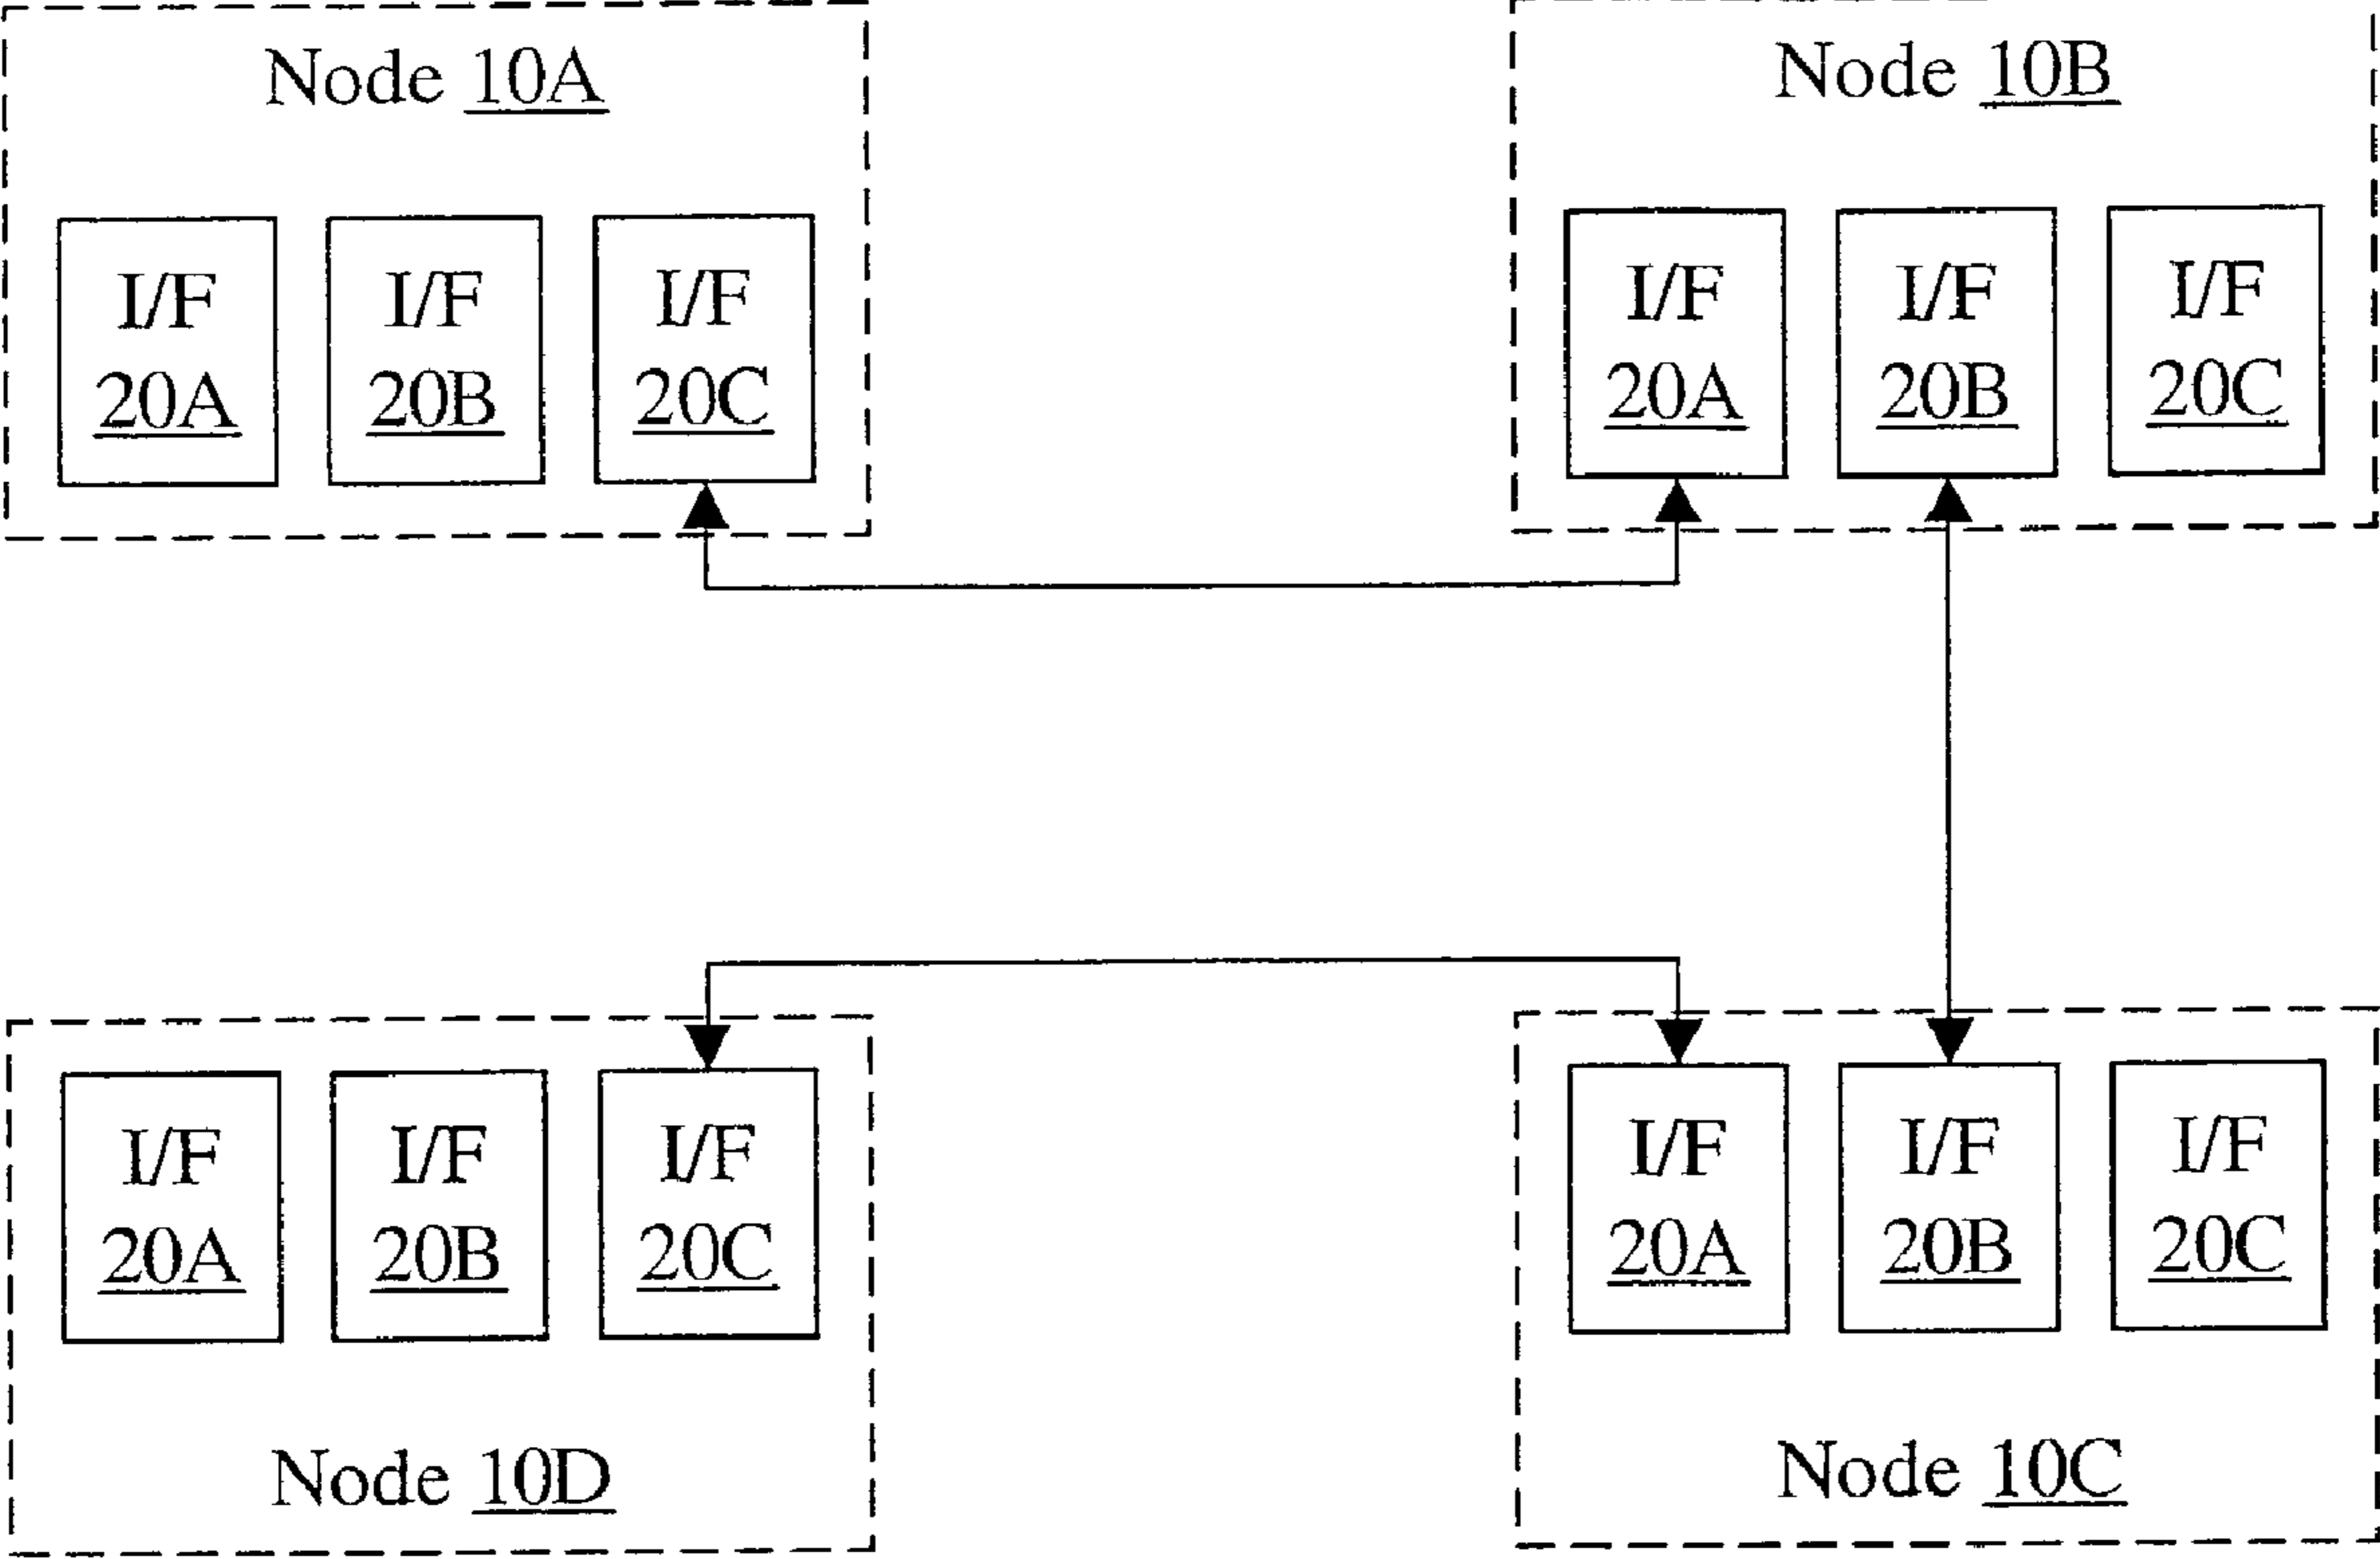 Node 10A
I/F
20A
I/F
20B
I/F
20C
Node 10B
I/F
20A
I/F
20B
I/F
20C
I/F
20A
I/F
20B
I/F
20C
Node 10D
I/F
20A
I/F
20B
I/F
20C
Node 10C